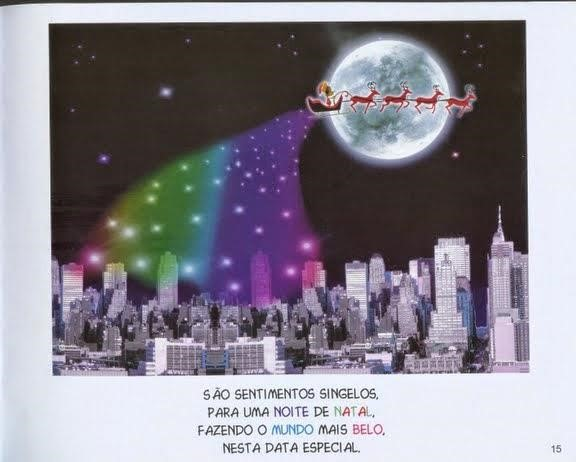 SÃO SENTIMENTOS SINGELOS,
PARA UMA NOITE DE NATAL,
FAZENDO O MUNDO MAIS BELO,
NESTA DATA ESPECIAL.
15